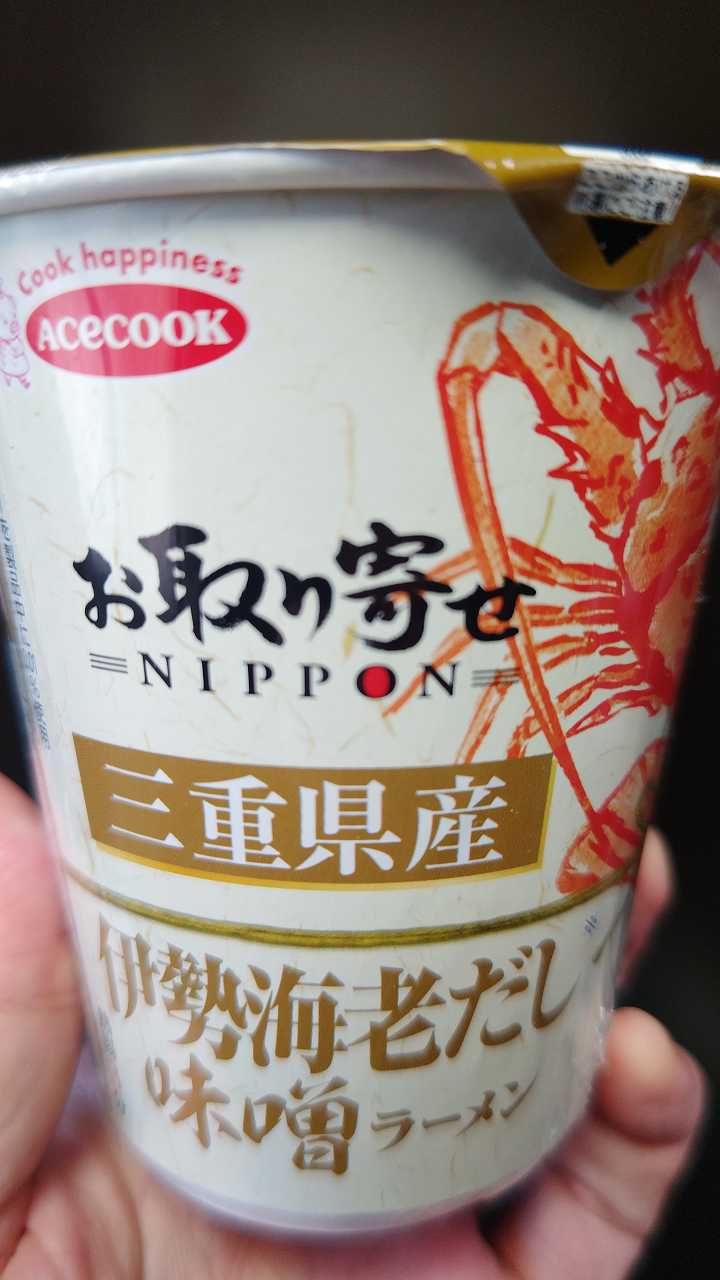 Cook happiness
Acecook
お取り寄せ
NIPPON
三重県産
伊勢海老だし
味噌ラーメン